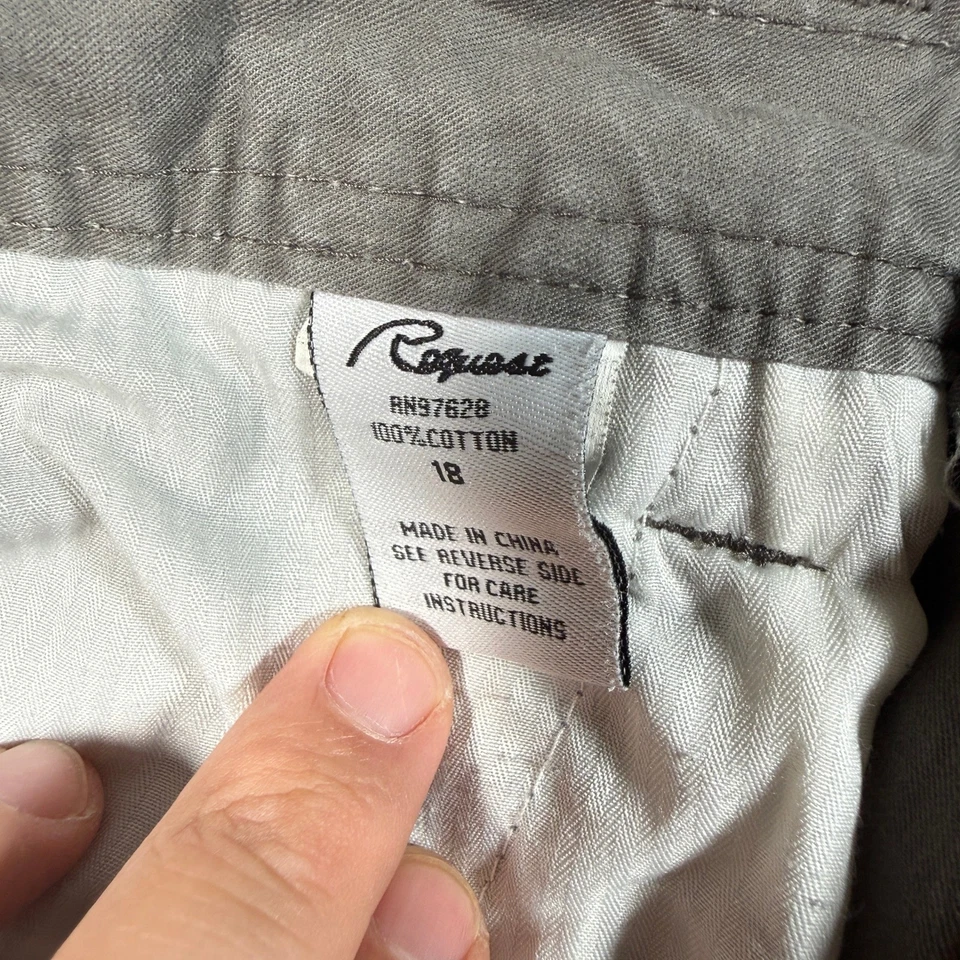 Request
RN97628
100%COTTON
18
MADE IN CHINA
SEE REVERSE SIDE
FOR CARE
INSTRUCTIONS